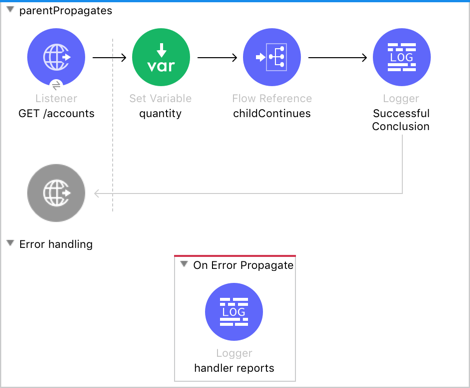 parentPropagates
var
LOG
Listener
Set Variable
Flow Reference
Logger
GET /accounts
quantity
childContinues
Successful
Conclusion
Error handling
On Error Propagate
LOG
Logger
handler reports